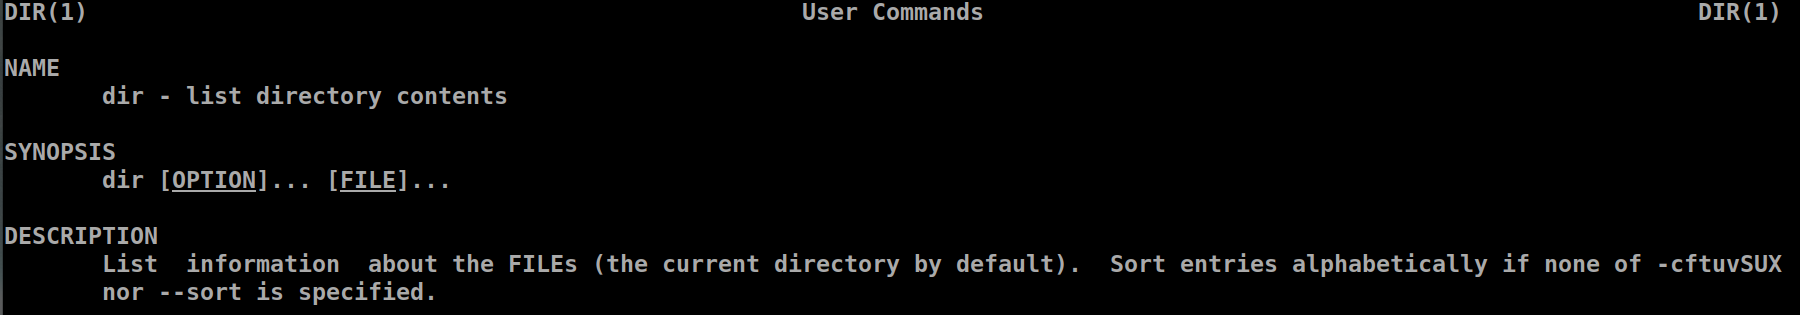 DIR(1) User Commands DIR(1)
NAME
dir - list directory contents
SYNOPSIS
dir [OPTION]... [FILE]...
DESCRIPTION
List  information  about the FILEs (the current directory by default).  Sort entries alphabetically if none of -cftuvSUX
nor --sort is specified.